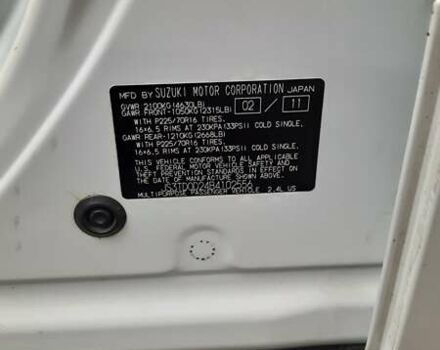 MFD BY SUZUKI MOTOR CORPORATION JAPAN
GVWR 2100KG(4630LB)
GAWR FRONT-1050KG(2315LB) 02 / 11
WITH P225/70R16 TIRES,
16×6.5 RIMS AT 230KPA(33PSI) COLD SINGLE,
GAWR REAR-1210KG(2668LB)
WITH P225/70R16 TIRES,
16×6.5 RIMS AT 230KPA(33PSI) COLD SINGLE,
THIS VEHICLE CONFORMS TO ALL APPLICABLE
U.S. FEDERAL MOTOR VEHICLE SAFETY AND
THEFT PREVENTION STANDARDS IN EFFECT
ON THE DATE OF MANUFACTURE SHOWN ABOVE.
JS3TD0D24B4102556
MULTIPURPOSE PASSENGER VEHICLE 2.4L US